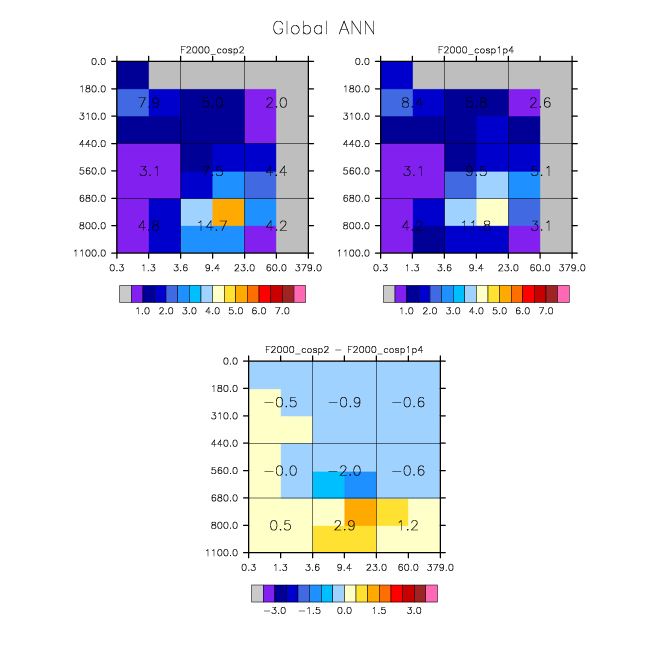 Global ANN
F2000_cosp2
0.0
180.0
310.0
440.0
560.0
680.0
800.0
1100.0
7.9 5.0 2.0
3.1 7.5 4.4
4.8 14.7 4.2
0.3 1.3 3.6 9.4 23.0 60.0 379.0
1.0 2.0 3.0 4.0 5.0 6.0 7.0
F2000_cosp1p4
0.0
180.0
310.0
440.0
560.0
680.0
800.0
1100.0
8.4 5.8 2.6
3.1 9.5 5.1
4.2 11.8 3.1
0.3 1.3 3.6 9.4 23.0 60.0 379.0
1.0 2.0 3.0 4.0 5.0 6.0 7.0
F2000_cosp2 − F2000_cosp1p4
0.0
180.0
310.0
440.0
560.0
680.0
800.0
1100.0
−0.5 −0.9 −0.6
−0.0 −2.0 −0.6
0.5 2.9 1.2
0.3 1.3 3.6 9.4 23.0 60.0 379.0
−3.0 −1.5 0.0 1.5 3.0